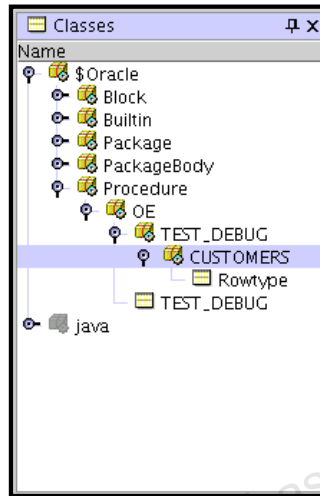 Classes
Name
$Oracle
Block
Builtin
Package
PackageBody
Procedure
OE
TEST_DEBUG
CUSTOMERS
Rowtype
TEST_DEBUG
java